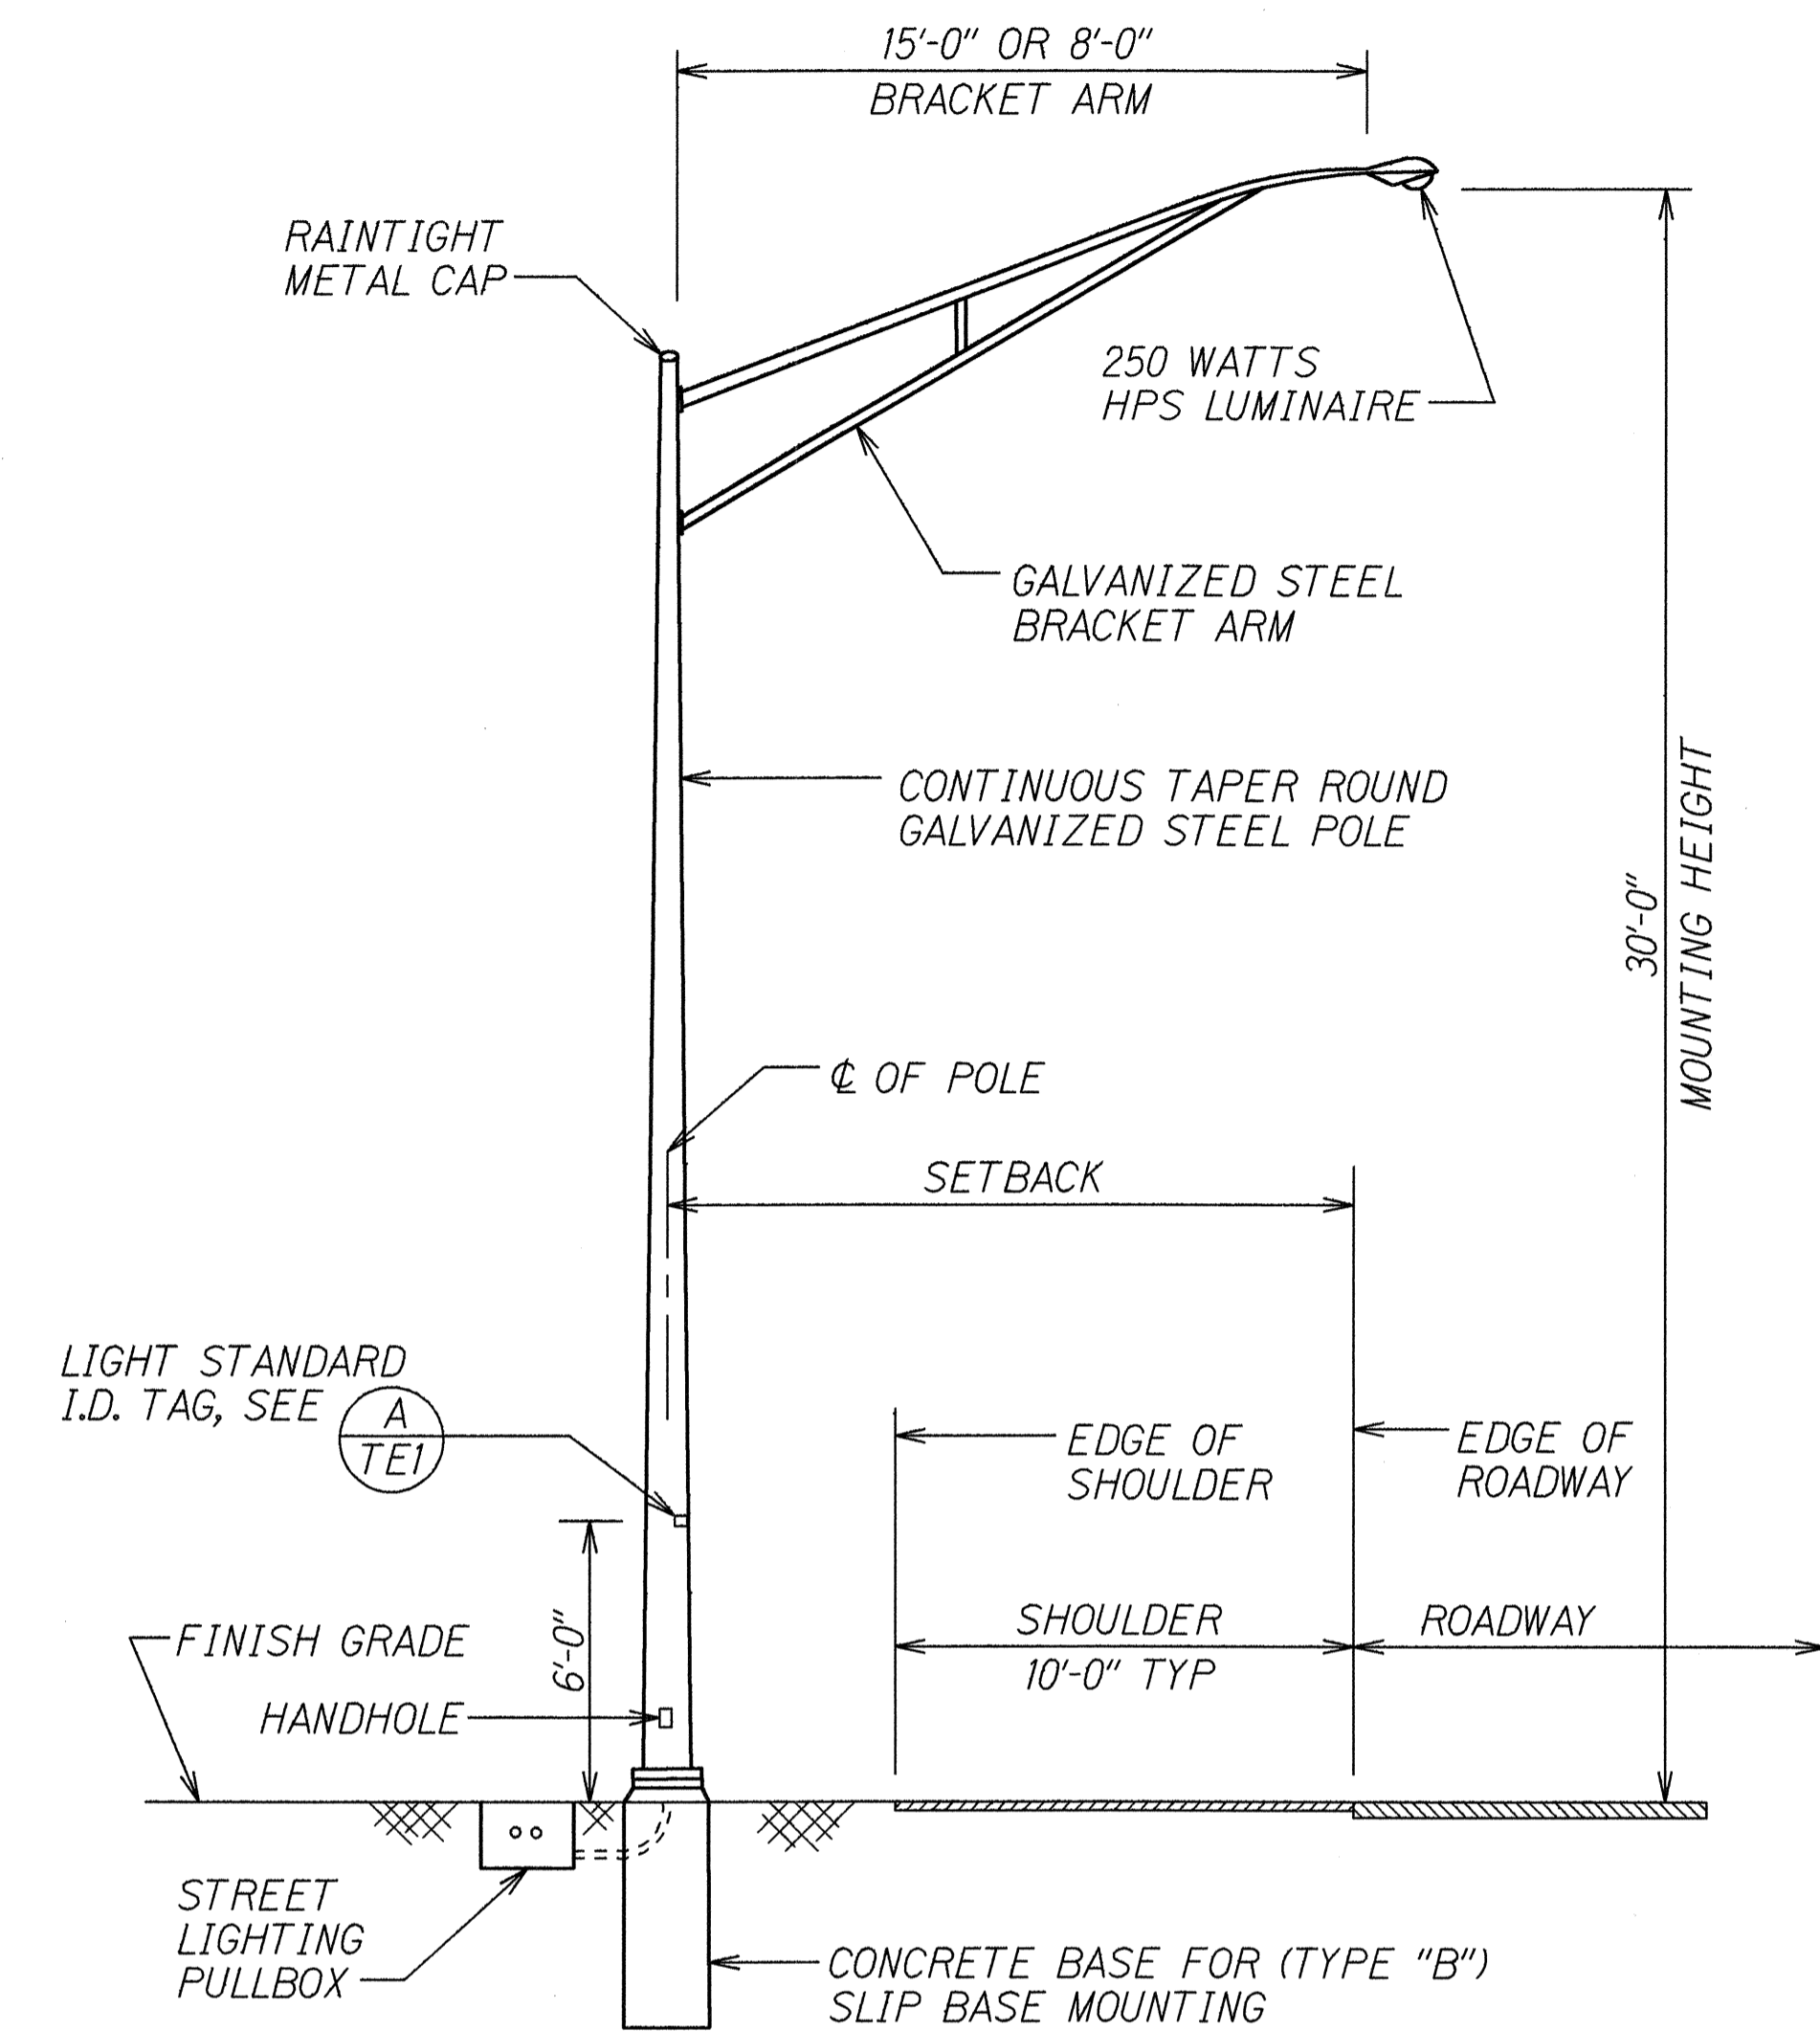 15'-0" OR 8'-0"
BRACKET ARM
RAINTIGHT
METAL CAP
250 WATTS
HPS LUMINAIRE
GALVANIZED STEEL
BRACKET ARM
CONTINUOUS TAPER ROUND
GALVANIZED STEEL POLE
30'-0"
MOUNTING HEIGHT
℄ OF POLE
SETBACK
LIGHT STANDARD
I.D. TAG, SEE
A
TE1
EDGE OF
SHOULDER
EDGE OF
ROADWAY
6'-0"
SHOULDER
10'-0" TYP
ROADWAY
FINISH GRADE
HANDHOLE
STREET
LIGHTING
PULLBOX
CONCRETE BASE FOR (TYPE "B")
SLIP BASE MOUNTING